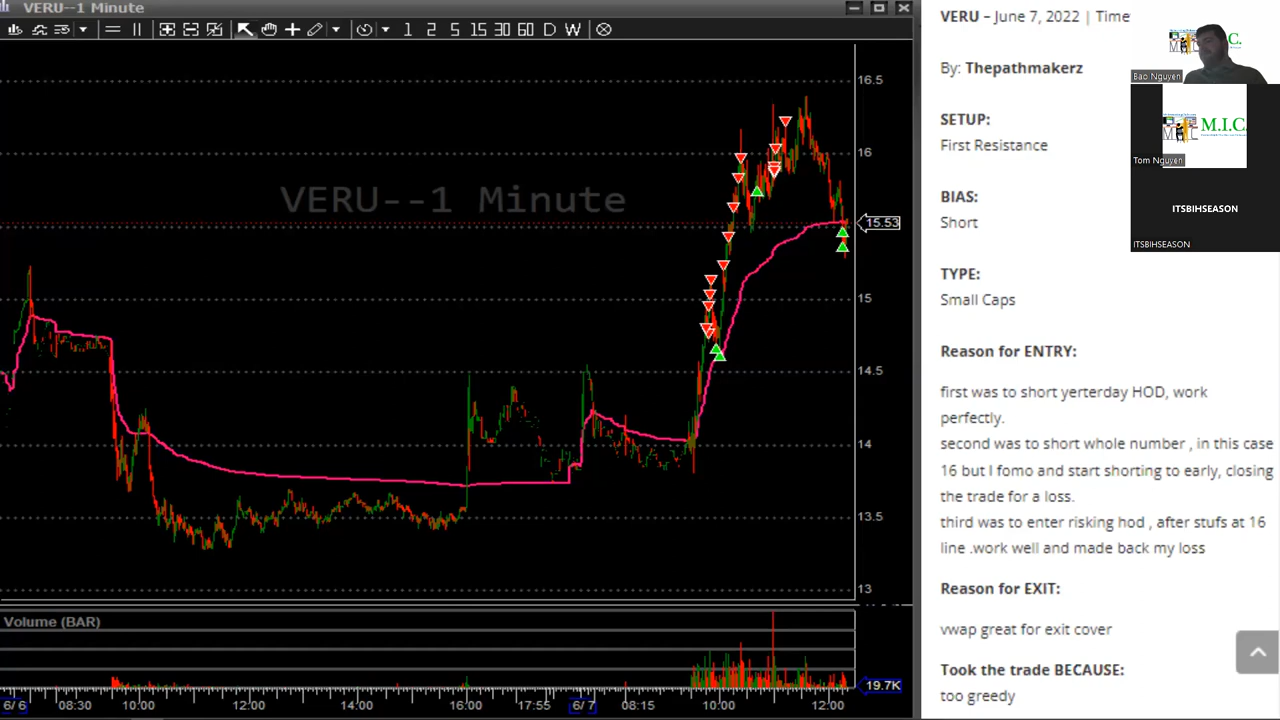 VERU--1 Minute
1 2 5 15 30 60 D W
VERU--1 Minute
16.5
16
15.53
15
14.5
14
13.5
13
Volume (BAR)
19.7K
6/ 6 08:30 10:00 12:00 14:00 16:00 17:55 6/ 7 08:15 10:00 12:00
VERU – June 7, 2022 | Time
By: Thepathmakerz
SETUP:
First Resistance
BIAS:
Short
TYPE:
Small Caps
Reason for ENTRY:
first was to short yerterday HOD, work
perfectly.
second was to short whole number , in this case
16 but I fomo and start shorting to early, closing
the trade for a loss.
third was to enter risking hod , after stufs at 16
line .work well and made back my loss
Reason for EXIT:
vwap great for exit cover
Took the trade BECAUSE:
too greedy
Bao Nguyen
M.I.C.
Tom Nguyen
ITSBIHSEASON
ITSBIHSEASON